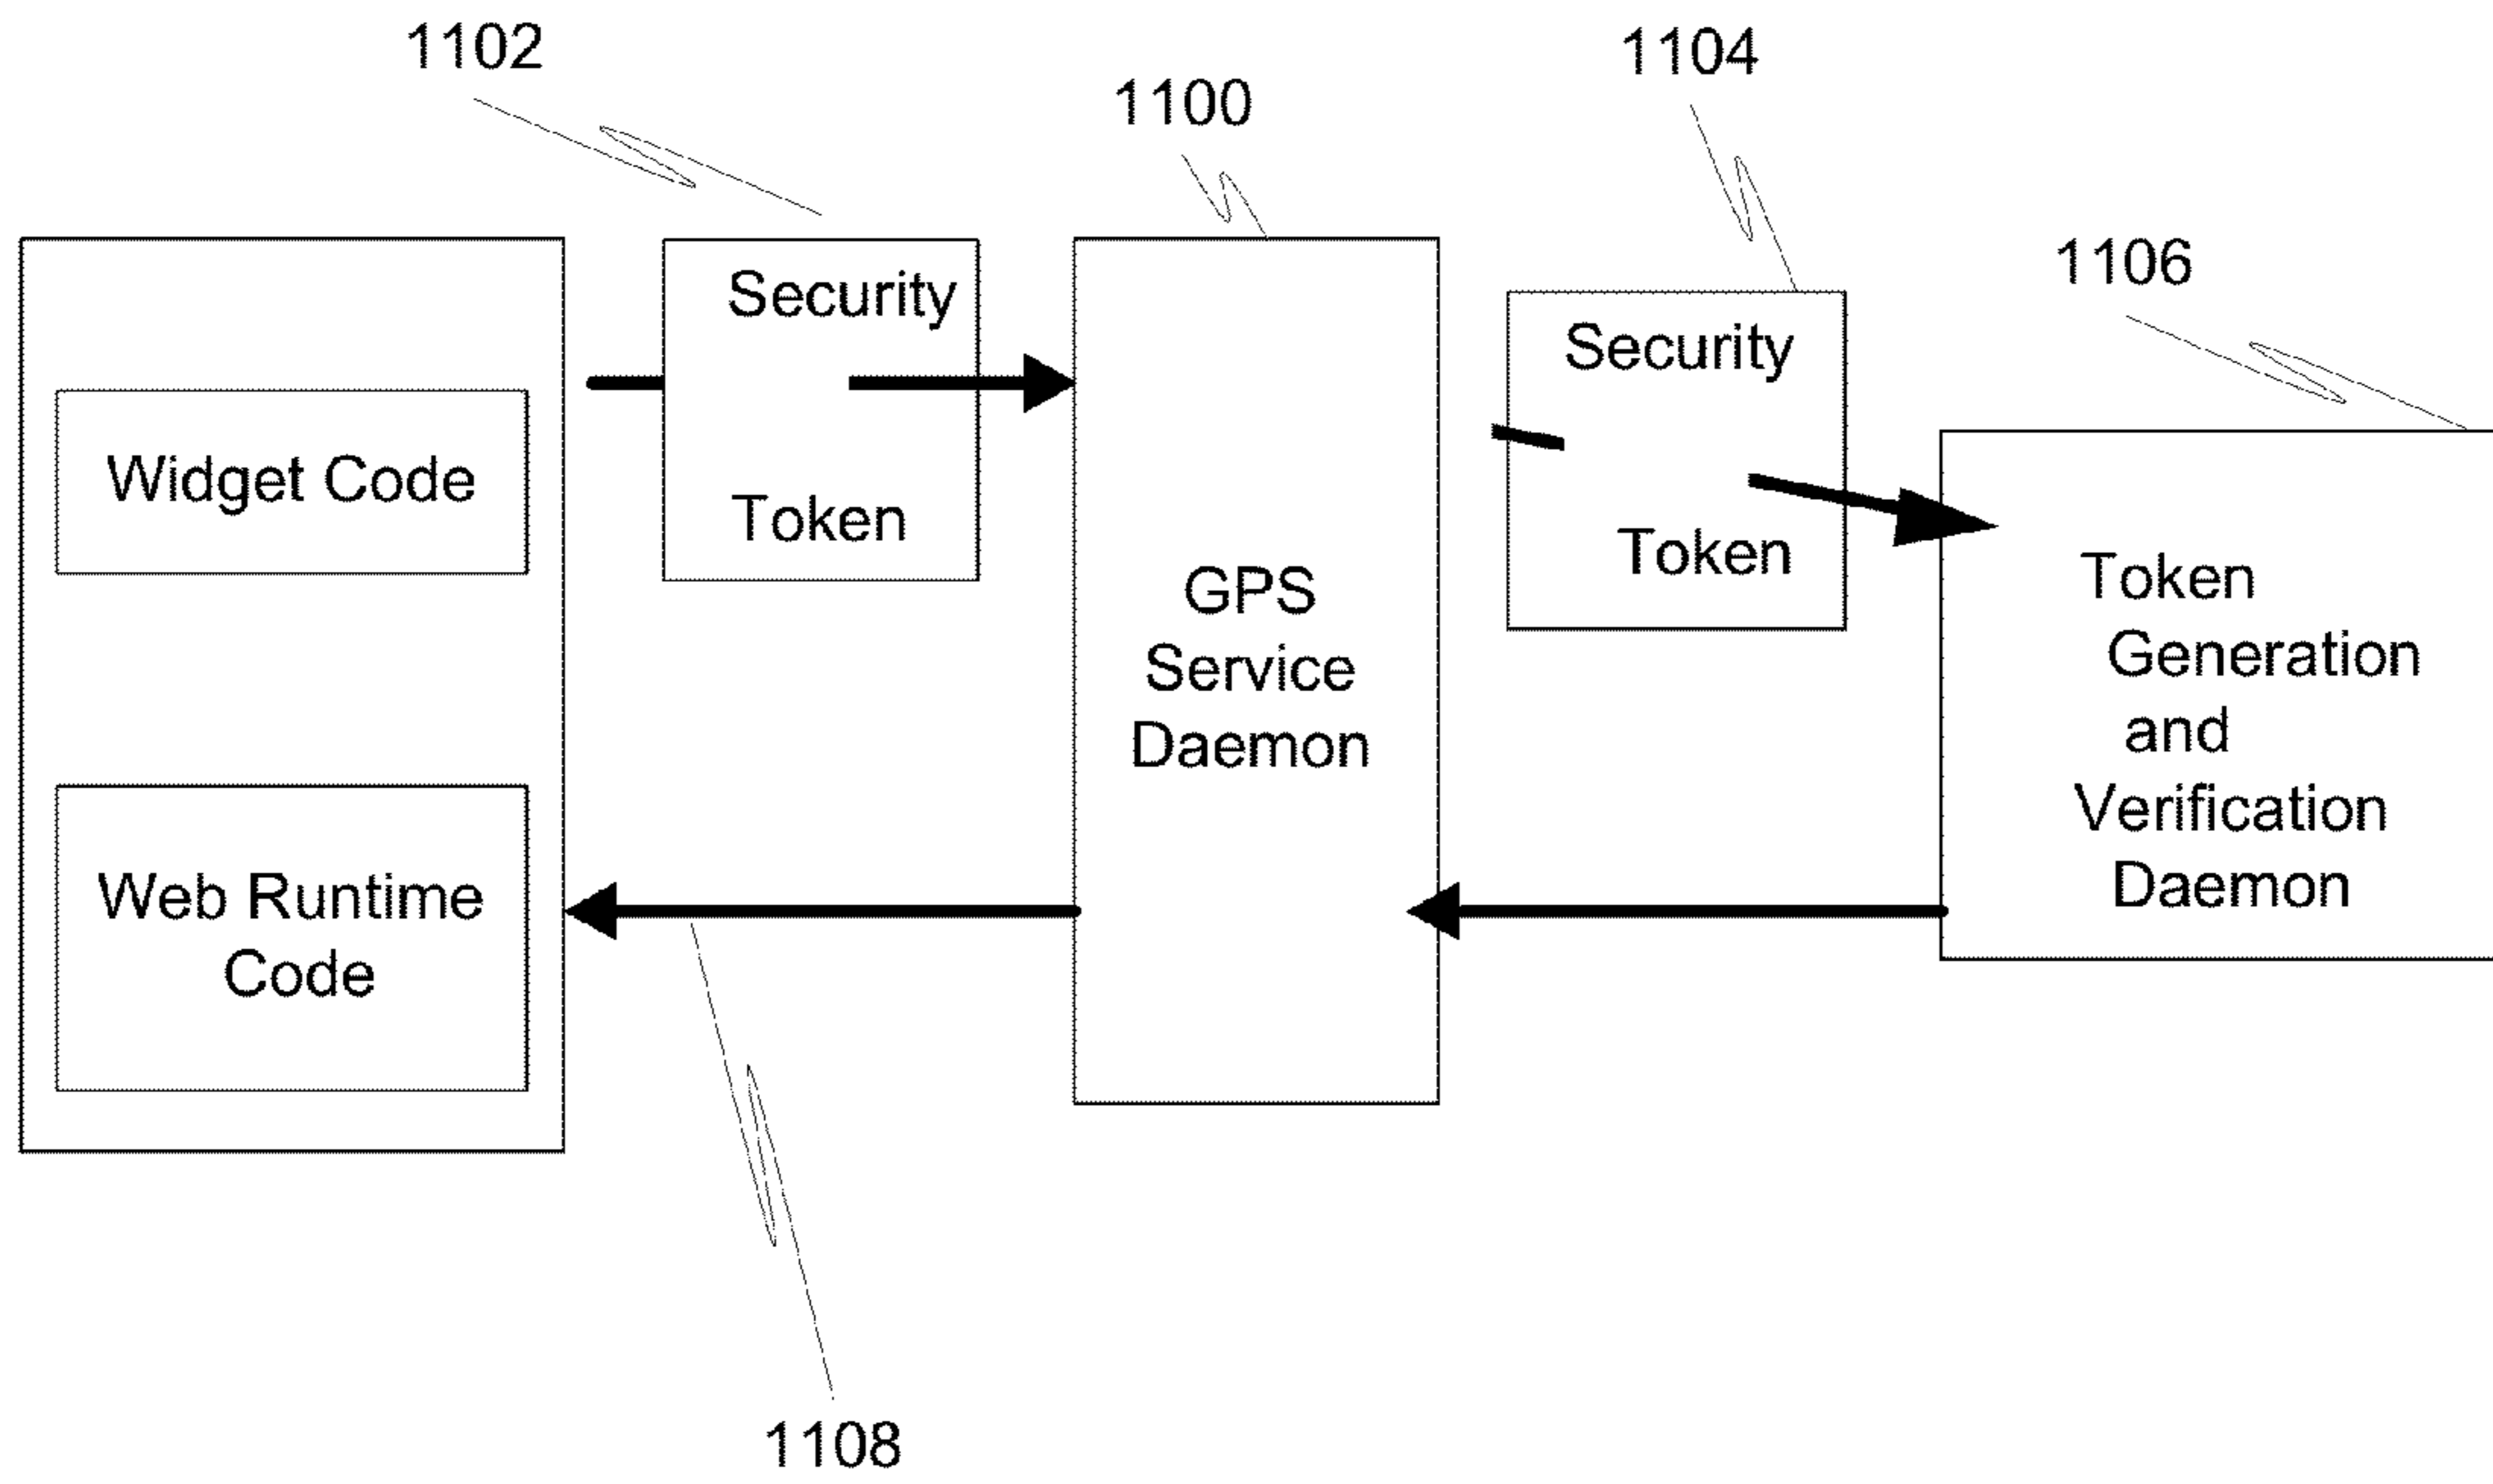 1102
1100
1104
1106
Security
Token
Security
Token
Widget Code
Web Runtime
Code
GPS
Service
Daemon
Token
Generation
and
Verification
Daemon
1108